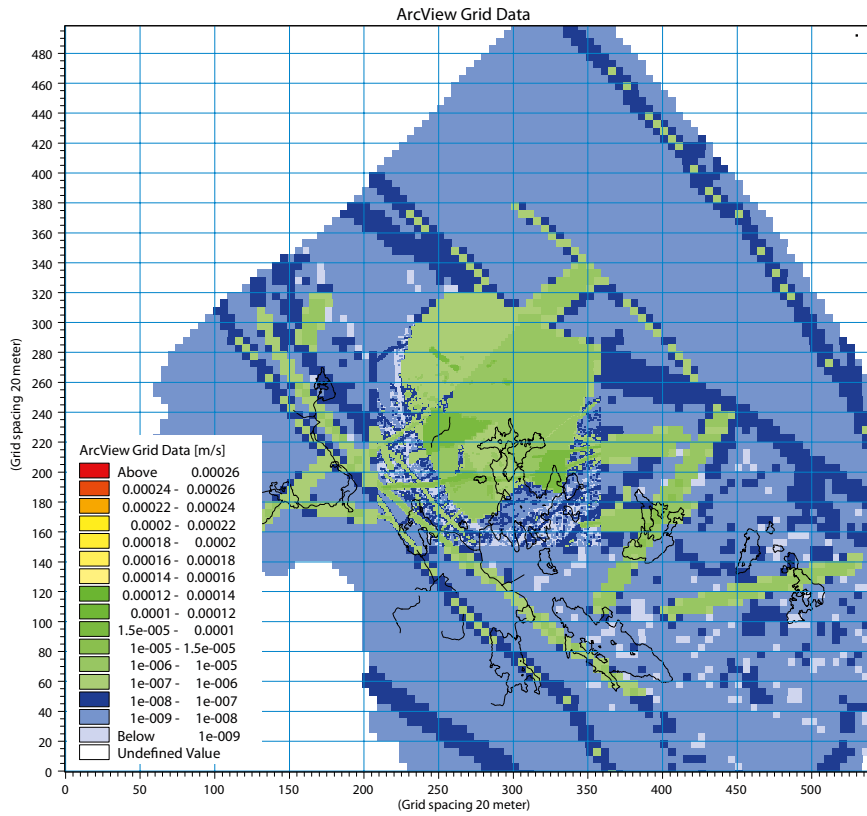 ArcView Grid Data
480
460
440
420
400
380
360
340
320
300
280
260
240
220
200
180
160
140
120
100
80
60
40
20
0
(Grid spacing 20 meter)
ArcView Grid Data [m/s]
Above 0.00026
0.00024 - 0.00026
0.00022 - 0.00024
0.0002 - 0.00022
0.00018 - 0.0002
0.00016 - 0.00018
0.00014 - 0.00016
0.00012 - 0.00014
0.0001 - 0.00012
1.5e-005 - 0.0001
1e-005 - 1.5e-005
1e-006 - 1e-005
1e-007 - 1e-006
1e-008 - 1e-007
1e-009 - 1e-008
Below 1e-009
Undefined Value
0 50 100 150 200 250 300 350 400 450 500
(Grid spacing 20 meter)